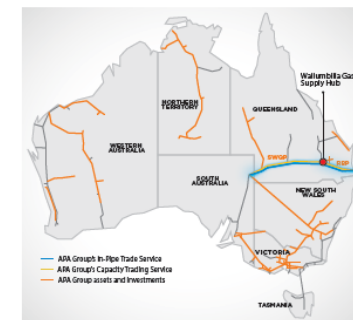 Wallumbilla Gas
Supply Hub
NORTHERN
TERRITORY
QUEENSLAND
WESTERN
AUSTRALIA
SWQP
RBP
SOUTH
AUSTRALIA
NEW SOUTH
WALES
VICTORIA
APA Group's In-Pipe Trade Service
APA Group's Capacity Trading Service
APA Group assets and investments
TASMANIA